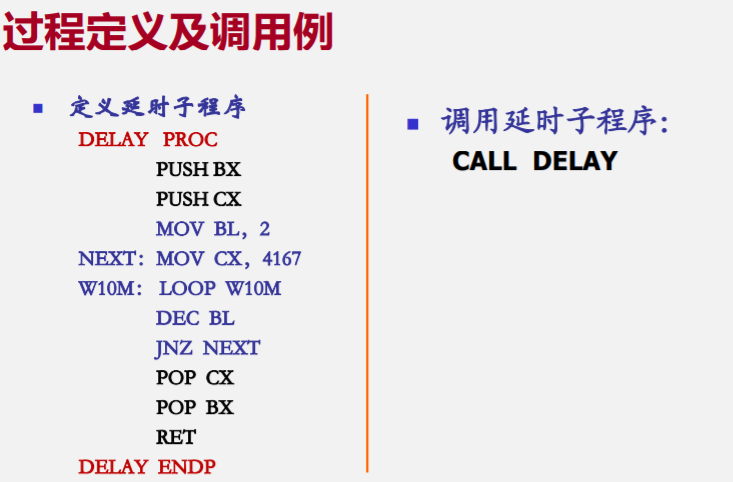 过程定义及调用例
定义延时子程序
DELAY PROC
PUSH BX
PUSH CX
MOV BL, 2
NEXT: MOV CX, 4167
W10M: LOOP W10M
DEC BL
JNZ NEXT
POP CX
POP BX
RET
DELAY ENDP
调用延时子程序:
CALL DELAY